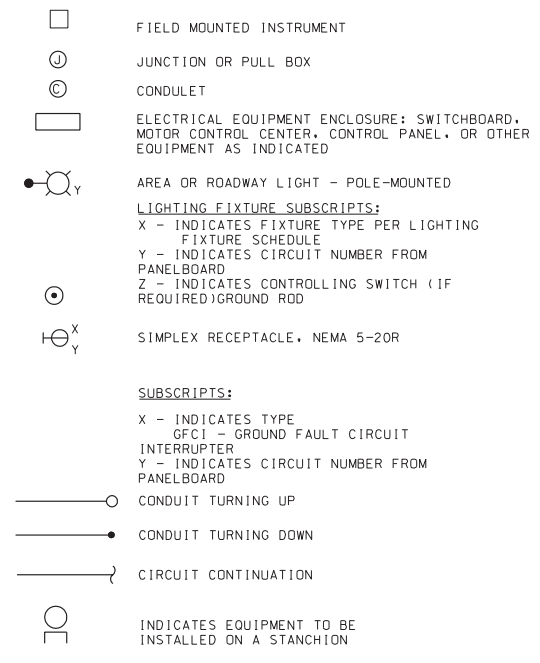 FIELD MOUNTED INSTRUMENT
J
JUNCTION OR PULL BOX
C
CONDULET
ELECTRICAL EQUIPMENT ENCLOSURE: SWITCHBOARD,
MOTOR CONTROL CENTER, CONTROL PANEL, OR OTHER
EQUIPMENT AS INDICATED
Y
AREA OR ROADWAY LIGHT - POLE-MOUNTED
LIGHTING FIXTURE SUBSCRIPTS:
X - INDICATES FIXTURE TYPE PER LIGHTING
FIXTURE SCHEDULE
Y - INDICATES CIRCUIT NUMBER FROM
PANELBOARD
Z - INDICATES CONTROLLING SWITCH (IF
REQUIRED)GROUND ROD
X
Y
SIMPLEX RECEPTACLE, NEMA 5-20R
SUBSCRIPTS:
X - INDICATES TYPE
GFCI - GROUND FAULT CIRCUIT
INTERRUPTER
Y - INDICATES CIRCUIT NUMBER FROM
PANELBOARD
CONDUIT TURNING UP
CONDUIT TURNING DOWN
CIRCUIT CONTINUATION
INDICATES EQUIPMENT TO BE
INSTALLED ON A STANCHION